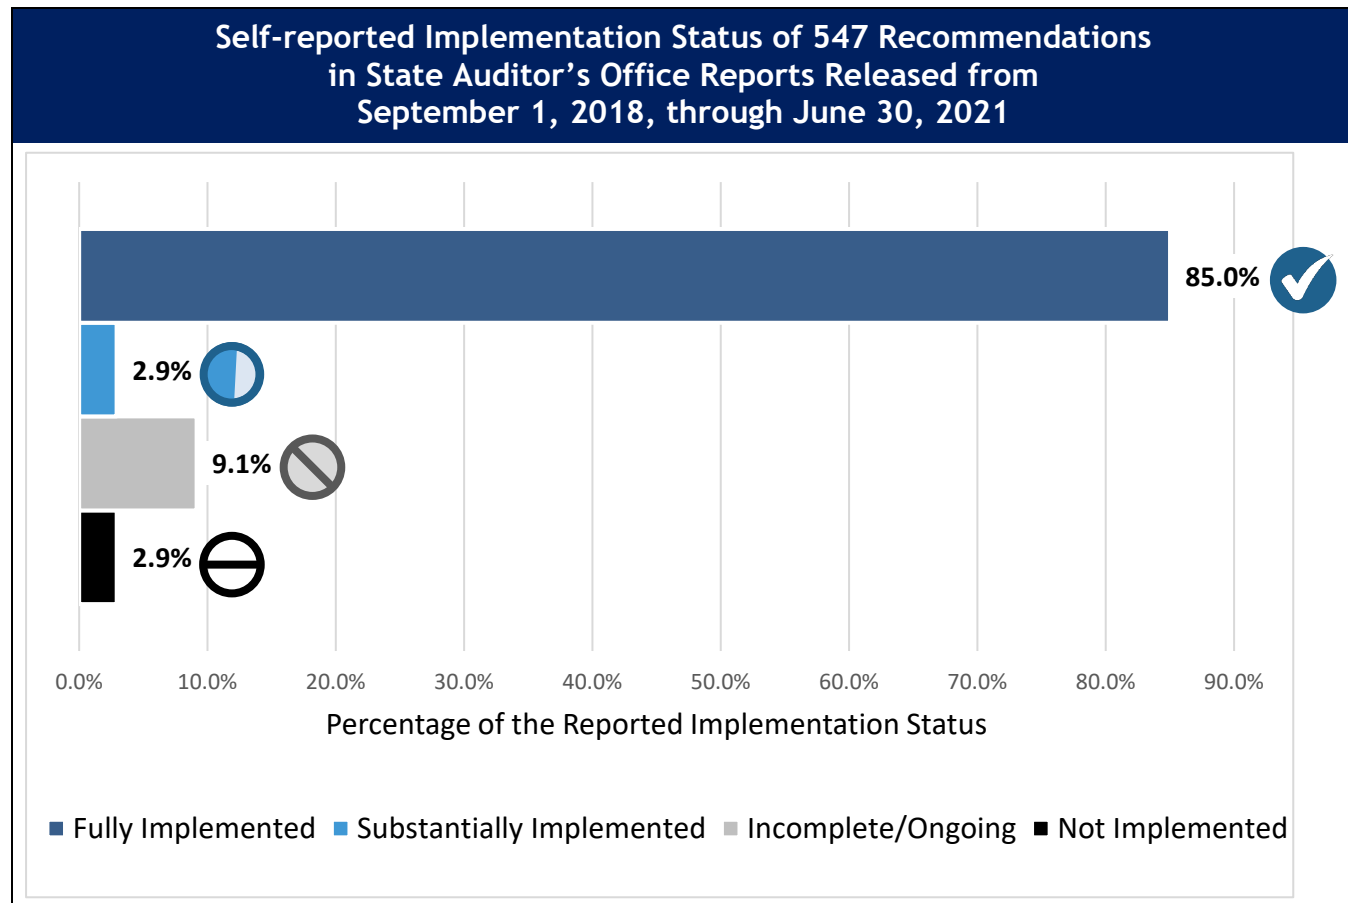 Self-reported Implementation Status of 547 Recommendations
in State Auditor’s Office Reports Released from
September 1, 2018, through June 30, 2021
85.0%
2.9%
9.1%
2.9%
0.0% 10.0% 20.0% 30.0% 40.0% 50.0% 60.0% 70.0% 80.0% 90.0%
Percentage of the Reported Implementation Status
Fully Implemented Substantially Implemented Incomplete/Ongoing Not Implemented